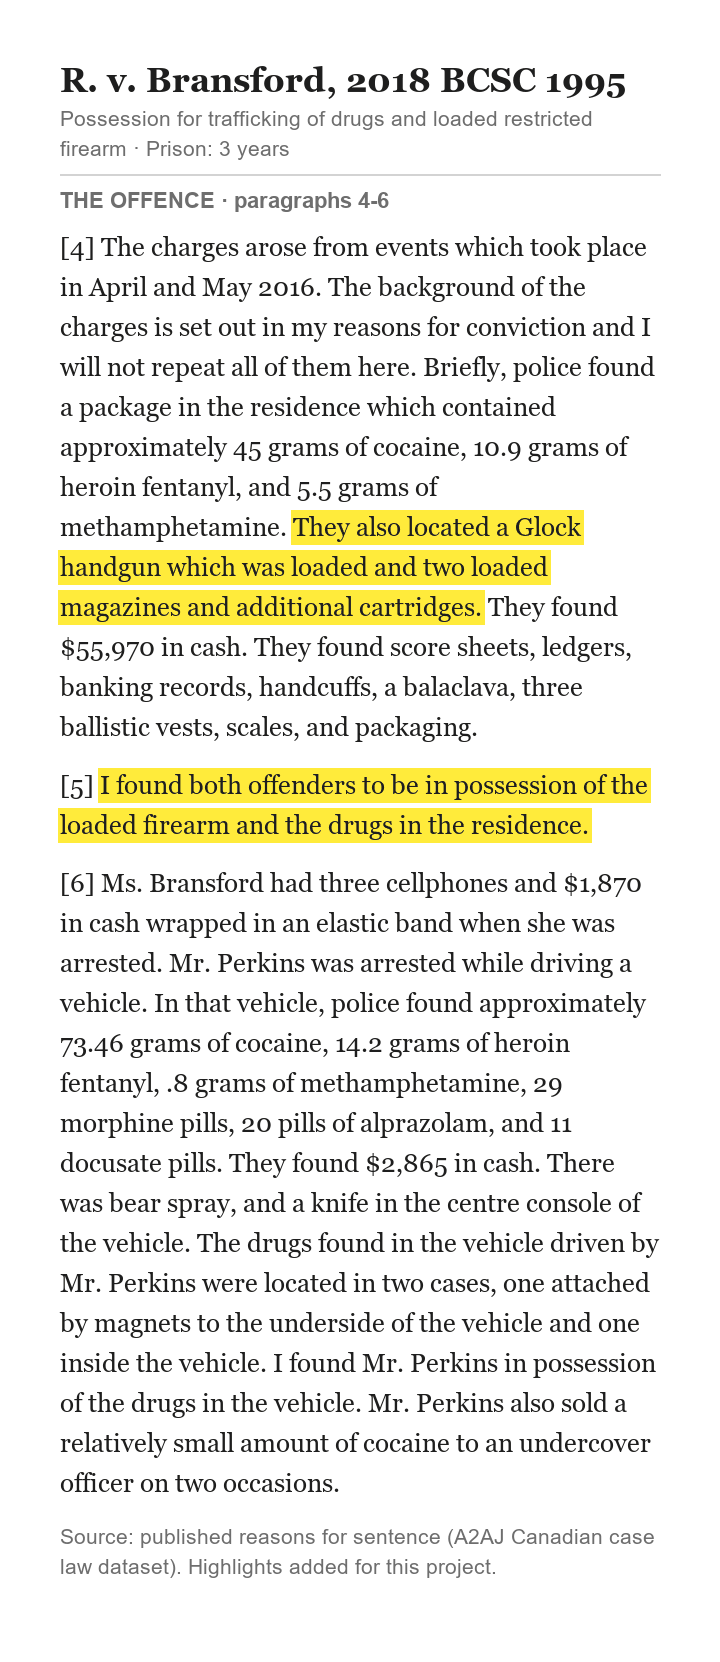 R. v. Bransford, 2018 BCSC 1995
Possession for trafficking of drugs and loaded restricted
firearm · Prison: 3 years
THE OFFENCE · paragraphs 4-6
[4] The charges arose from events which took place
in April and May 2016. The background of the
charges is set out in my reasons for conviction and I
will not repeat all of them here. Briefly, police found
a package in the residence which contained
approximately 45 grams of cocaine, 10.9 grams of
heroin fentanyl, and 5.5 grams of
methamphetamine. They also located a Glock
handgun which was loaded and two loaded
magazines and additional cartridges. They found
$55,970 in cash. They found score sheets, ledgers,
banking records, handcuffs, a balaclava, three
ballistic vests, scales, and packaging.
[5] I found both offenders to be in possession of the
loaded firearm and the drugs in the residence.
[6] Ms. Bransford had three cellphones and $1,870
in cash wrapped in an elastic band when she was
arrested. Mr. Perkins was arrested while driving a
vehicle. In that vehicle, police found approximately
73.46 grams of cocaine, 14.2 grams of heroin
fentanyl, .8 grams of methamphetamine, 29
morphine pills, 20 pills of alprazolam, and 11
docusate pills. They found $2,865 in cash. There
was bear spray, and a knife in the centre console of
the vehicle. The drugs found in the vehicle driven by
Mr. Perkins were located in two cases, one attached
by magnets to the underside of the vehicle and one
inside the vehicle. I found Mr. Perkins in possession
of the drugs in the vehicle. Mr. Perkins also sold a
relatively small amount of cocaine to an undercover
officer on two occasions.
Source: published reasons for sentence (A2AJ Canadian case
law dataset). Highlights added for this project.